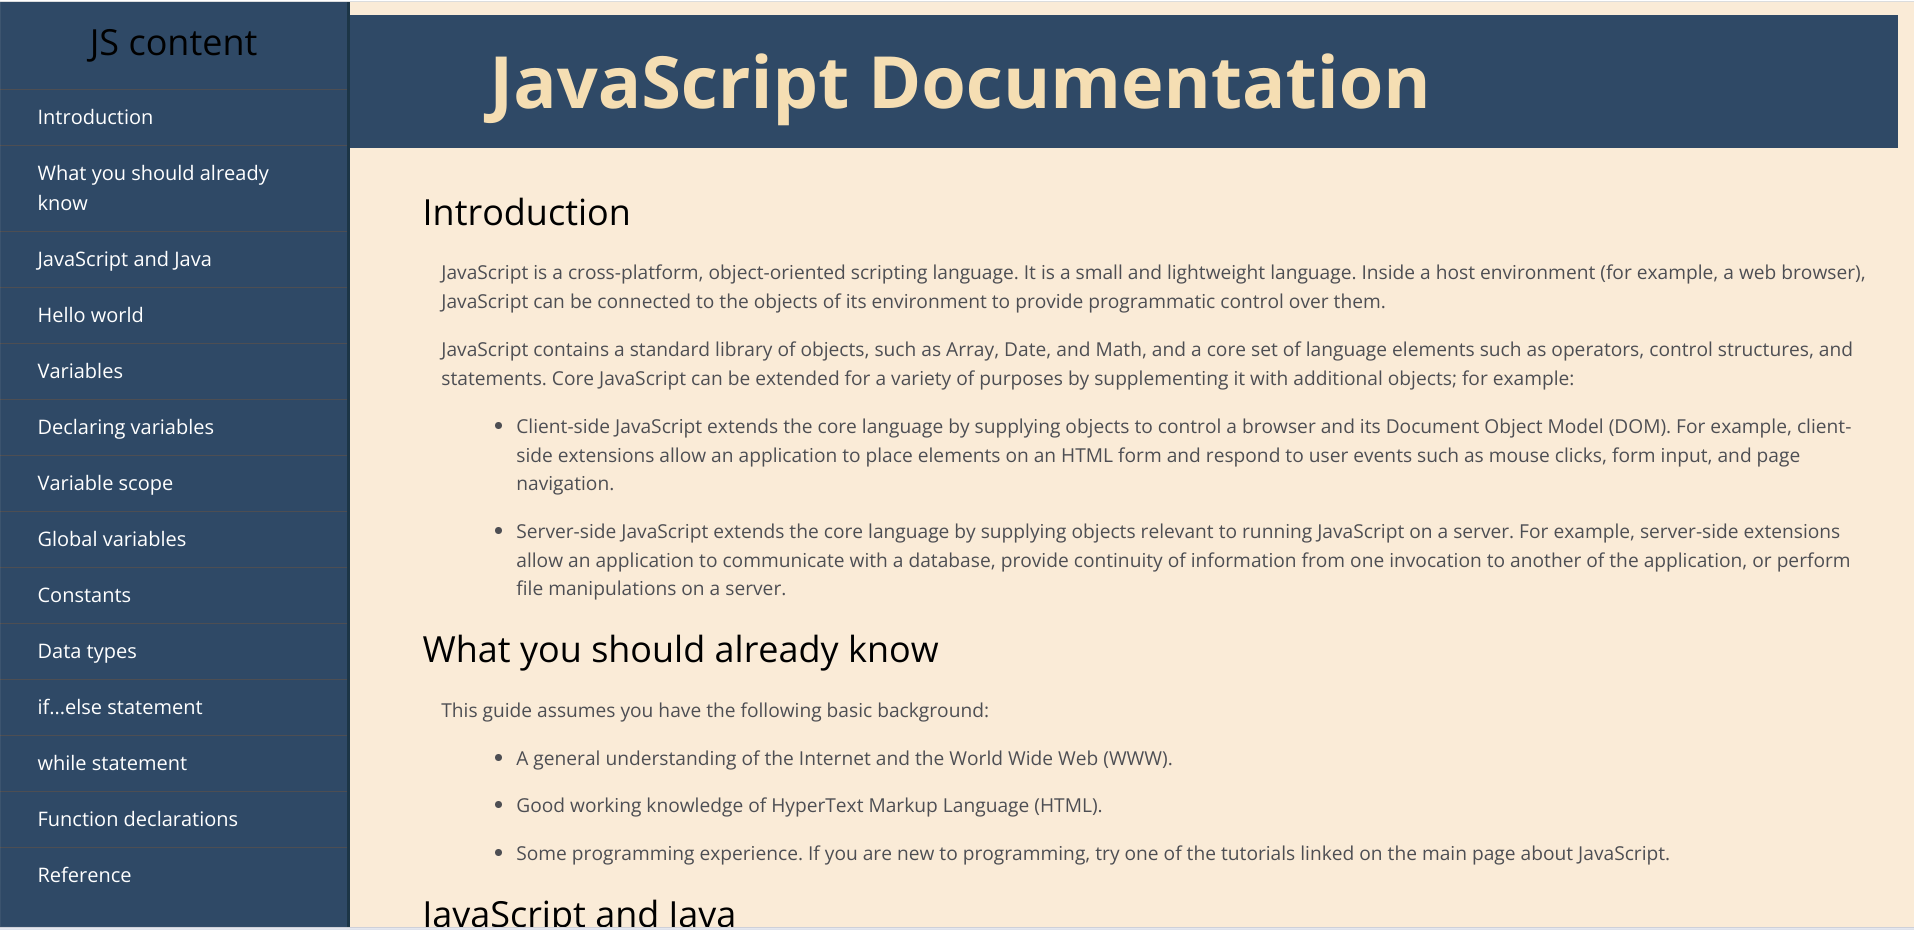 JS content
Introduction
What you should already
know
JavaScript and Java
Hello world
Variables
Declaring variables
Variable scope
Global variables
Constants
Data types
if...else statement
while statement
Function declarations
Reference
JavaScript Documentation
Introduction
JavaScript is a cross-platform, object-oriented scripting language. It is a small and lightweight language. Inside a host environment (for example, a web browser),
JavaScript can be connected to the objects of its environment to provide programmatic control over them.
JavaScript contains a standard library of objects, such as Array, Date, and Math, and a core set of language elements such as operators, control structures, and
statements. Core JavaScript can be extended for a variety of purposes by supplementing it with additional objects; for example:
• Client-side JavaScript extends the core language by supplying objects to control a browser and its Document Object Model (DOM). For example, client-
side extensions allow an application to place elements on an HTML form and respond to user events such as mouse clicks, form input, and page
navigation.
• Server-side JavaScript extends the core language by supplying objects relevant to running JavaScript on a server. For example, server-side extensions
allow an application to communicate with a database, provide continuity of information from one invocation to another of the application, or perform
file manipulations on a server.
What you should already know
This guide assumes you have the following basic background:
• A general understanding of the Internet and the World Wide Web (WWW).
• Good working knowledge of HyperText Markup Language (HTML).
• Some programming experience. If you are new to programming, try one of the tutorials linked on the main page about JavaScript.
JavaScript and Java